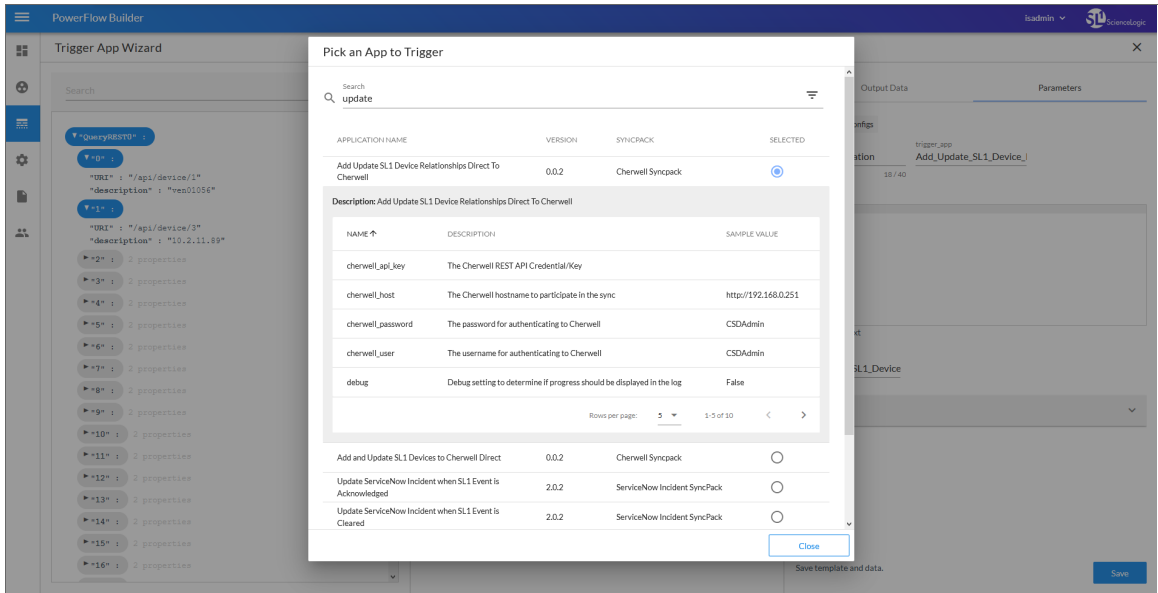 PowerFlow Builder
isadmin
SL1 ScienceLogic
Trigger App Wizard
Search
▼ "QueryREST0" :
▼ "0" :
"URI" : "/api/device/1"
"description" : "ven01056"
▼ "1" :
"URI" : "/api/device/3"
"description" : "10.2.11.89"
▶ "2" : 2 properties
▶ "3" : 2 properties
▶ "4" : 2 properties
▶ "5" : 2 properties
▶ "6" : 2 properties
▶ "7" : 2 properties
▶ "8" : 2 properties
▶ "9" : 2 properties
▶ "10" : 2 properties
▶ "11" : 2 properties
▶ "12" : 2 properties
▶ "13" : 2 properties
▶ "14" : 2 properties
▶ "15" : 2 properties
▶ "16" : 2 properties
Pick an App to Trigger
Search
update
APPLICATION NAME VERSION SYNCPACK SELECTED
Add Update SL1 Device Relationships Direct To
Cherwell 0.0.2 Cherwell Syncpack
Description: Add Update SL1 Device Relationships Direct To Cherwell
NAME ↑ DESCRIPTION SAMPLE VALUE
cherwell_api_key The Cherwell REST API Credential/Key
cherwell_host The Cherwell hostname to participate in the sync http://192.168.0.251
cherwell_password The password for authenticating to Cherwell CSDAdmin
cherwell_user The username for authenticating to Cherwell CSDAdmin
debug Debug setting to determine if progress should be displayed in the log False
Rows per page: 5 1-5 of 10
Add and Update SL1 Devices to Cherwell Direct 0.0.2 Cherwell Syncpack
Update ServiceNow Incident when SL1 Event is
Acknowledged 2.0.2 ServiceNow Incident SyncPack
Update ServiceNow Incident when SL1 Event is
Cleared 2.0.2 ServiceNow Incident SyncPack
Close
Output Data Parameters
onfigs
trigger_app
ation Add_Update_SL1_Device_
18 / 40
xt
SL1_Device
Save template and data.
Save